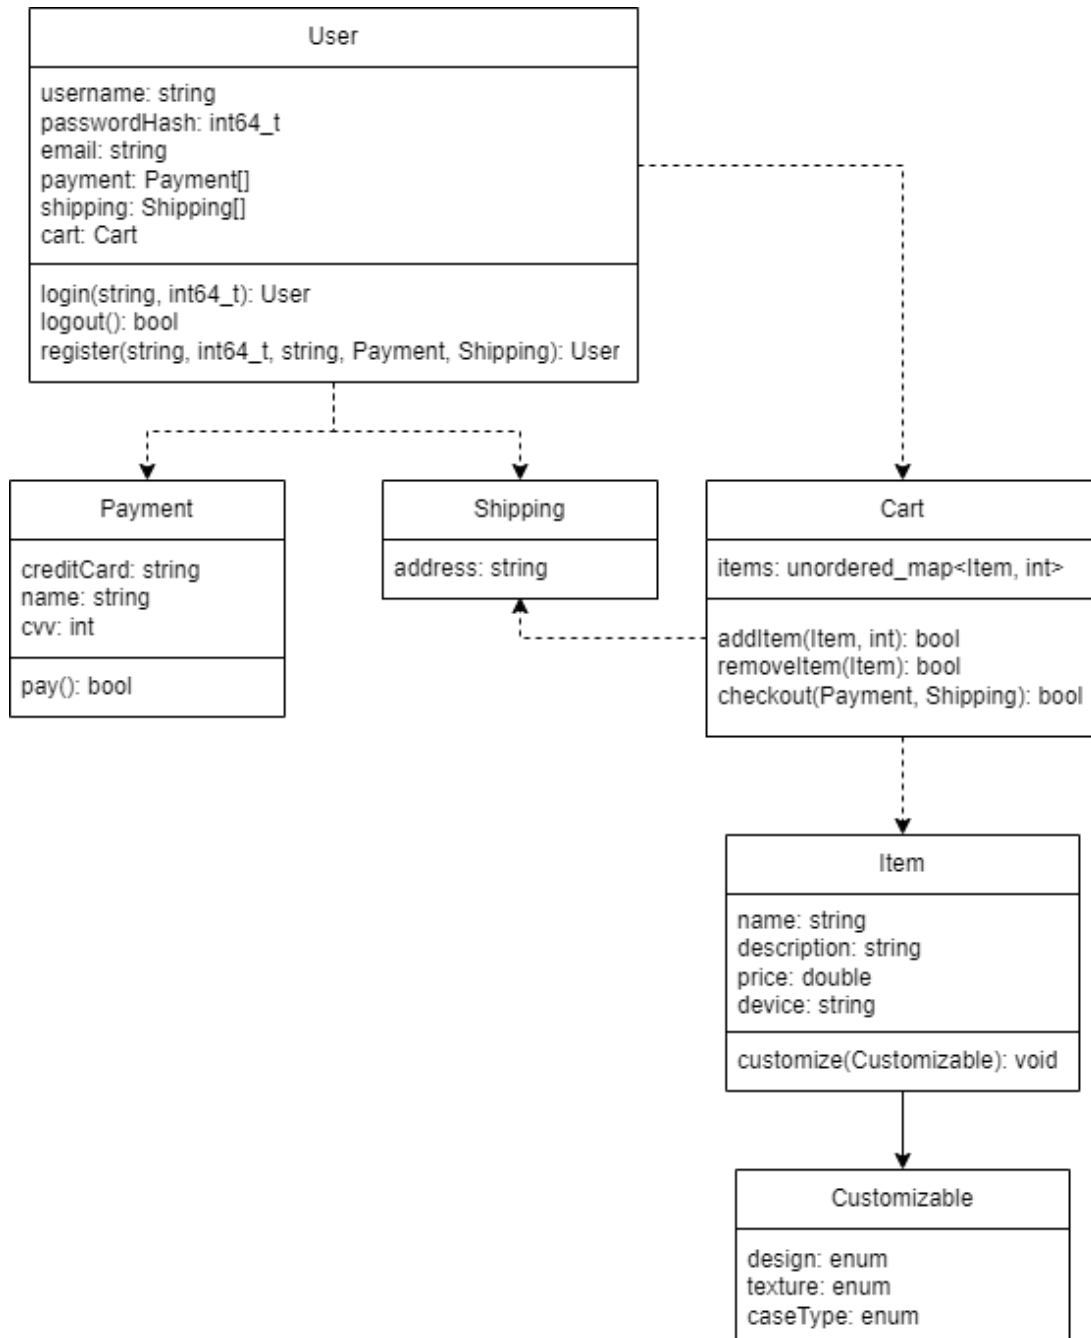 User
username: string
passwordHash: int64_t
email: string
payment: Payment[]
shipping: Shipping[]
cart: Cart
login(string, int64_t): User
logout(): bool
register(string, int64_t, string, Payment, Shipping): User
Payment
creditCard: string
name: string
cvv: int
pay(): bool
Shipping
address: string
Cart
items: unordered_map<Item, int>
addItem(Item, int): bool
removeItem(Item): bool
checkout(Payment, Shipping): bool
Item
name: string
description: string
price: double
device: string
customize(Customizable): void
Customizable
design: enum
texture: enum
caseType: enum